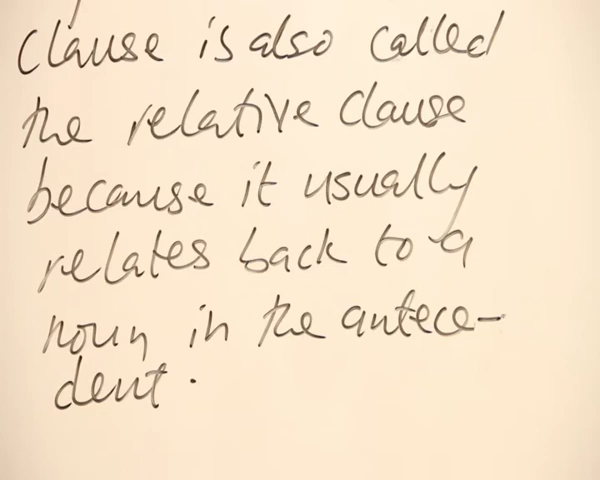 clause is also called
the relative clause
because it usually
relates back to a
noun in the antece-
dent.